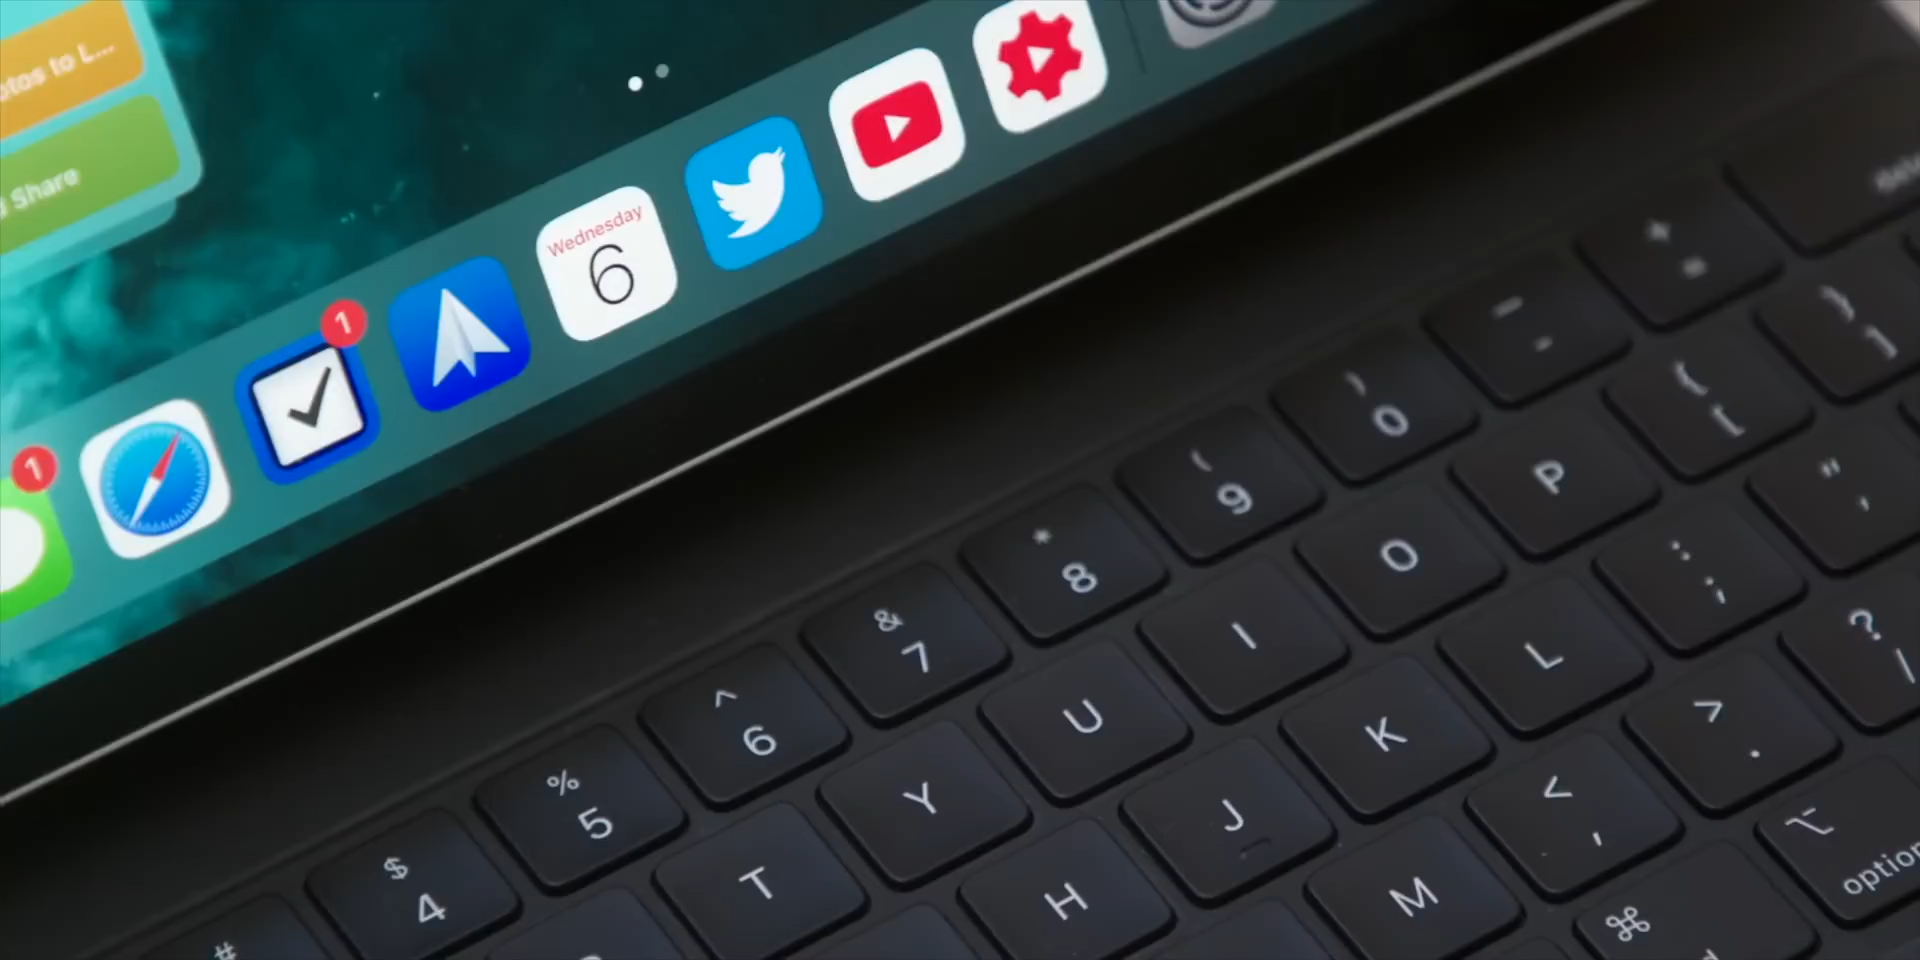 otos to L...
Share
1
1
Wednesday
6
+
=
-
)
0
(
9
*
8
&
7
^
6
%
5
$
4
#
}
]
{
[
P
O
I
U
Y
T
"
'
:
;
L
K
J
H
?
/
>
.
<
,
M
⌥
option
⌘